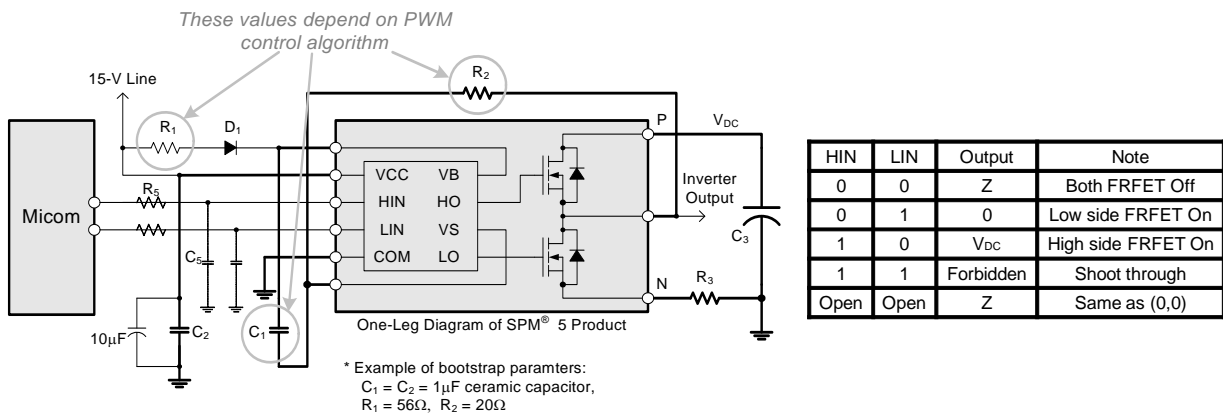 These values depend on PWM
control algorithm
R2
15-V Line
R1
D1
P
VDC
R5
Micom
VCC
VB
HIN
HO
LIN
VS
COM
LO
Inverter
Output
C5
C3
N
R3
10μF
C2
C1
One-Leg Diagram of SPM® 5 Product
* Example of bootstrap paramters:
C1 = C2 = 1μF ceramic capacitor,
R1 = 56Ω, R2 = 20Ω
HIN LIN Output Note
0 0 Z Both FRFET Off
0 1 0 Low side FRFET On
1 0 VDC High side FRFET On
1 1 Forbidden Shoot through
Open Open Z Same as (0,0)